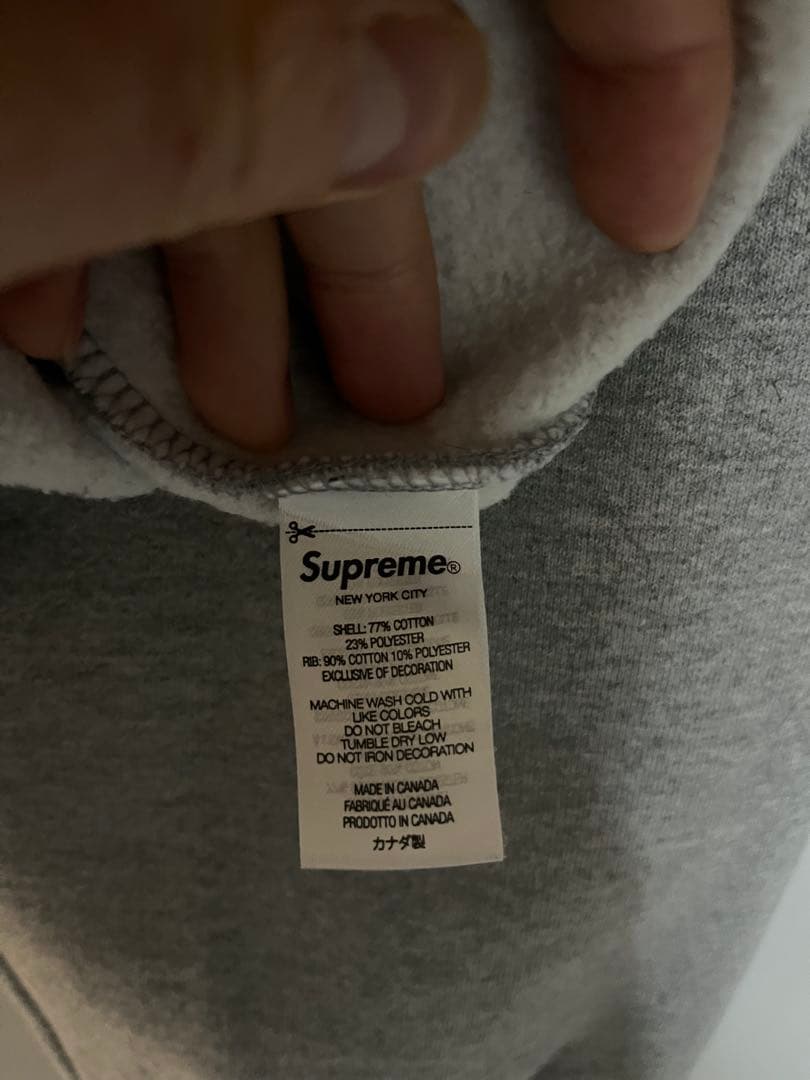 Supreme®
NEW YORK CITY
SHELL: 77% COTTON
23% POLYESTER
RIB: 90% COTTON 10% POLYESTER
EXCLUSIVE OF DECORATION
MACHINE WASH COLD WITH
LIKE COLORS
DO NOT BLEACH
TUMBLE DRY LOW
DO NOT IRON DECORATION
MADE IN CANADA
FABRIQUÉ AU CANADA
PRODOTTO IN CANADA
カナダ製